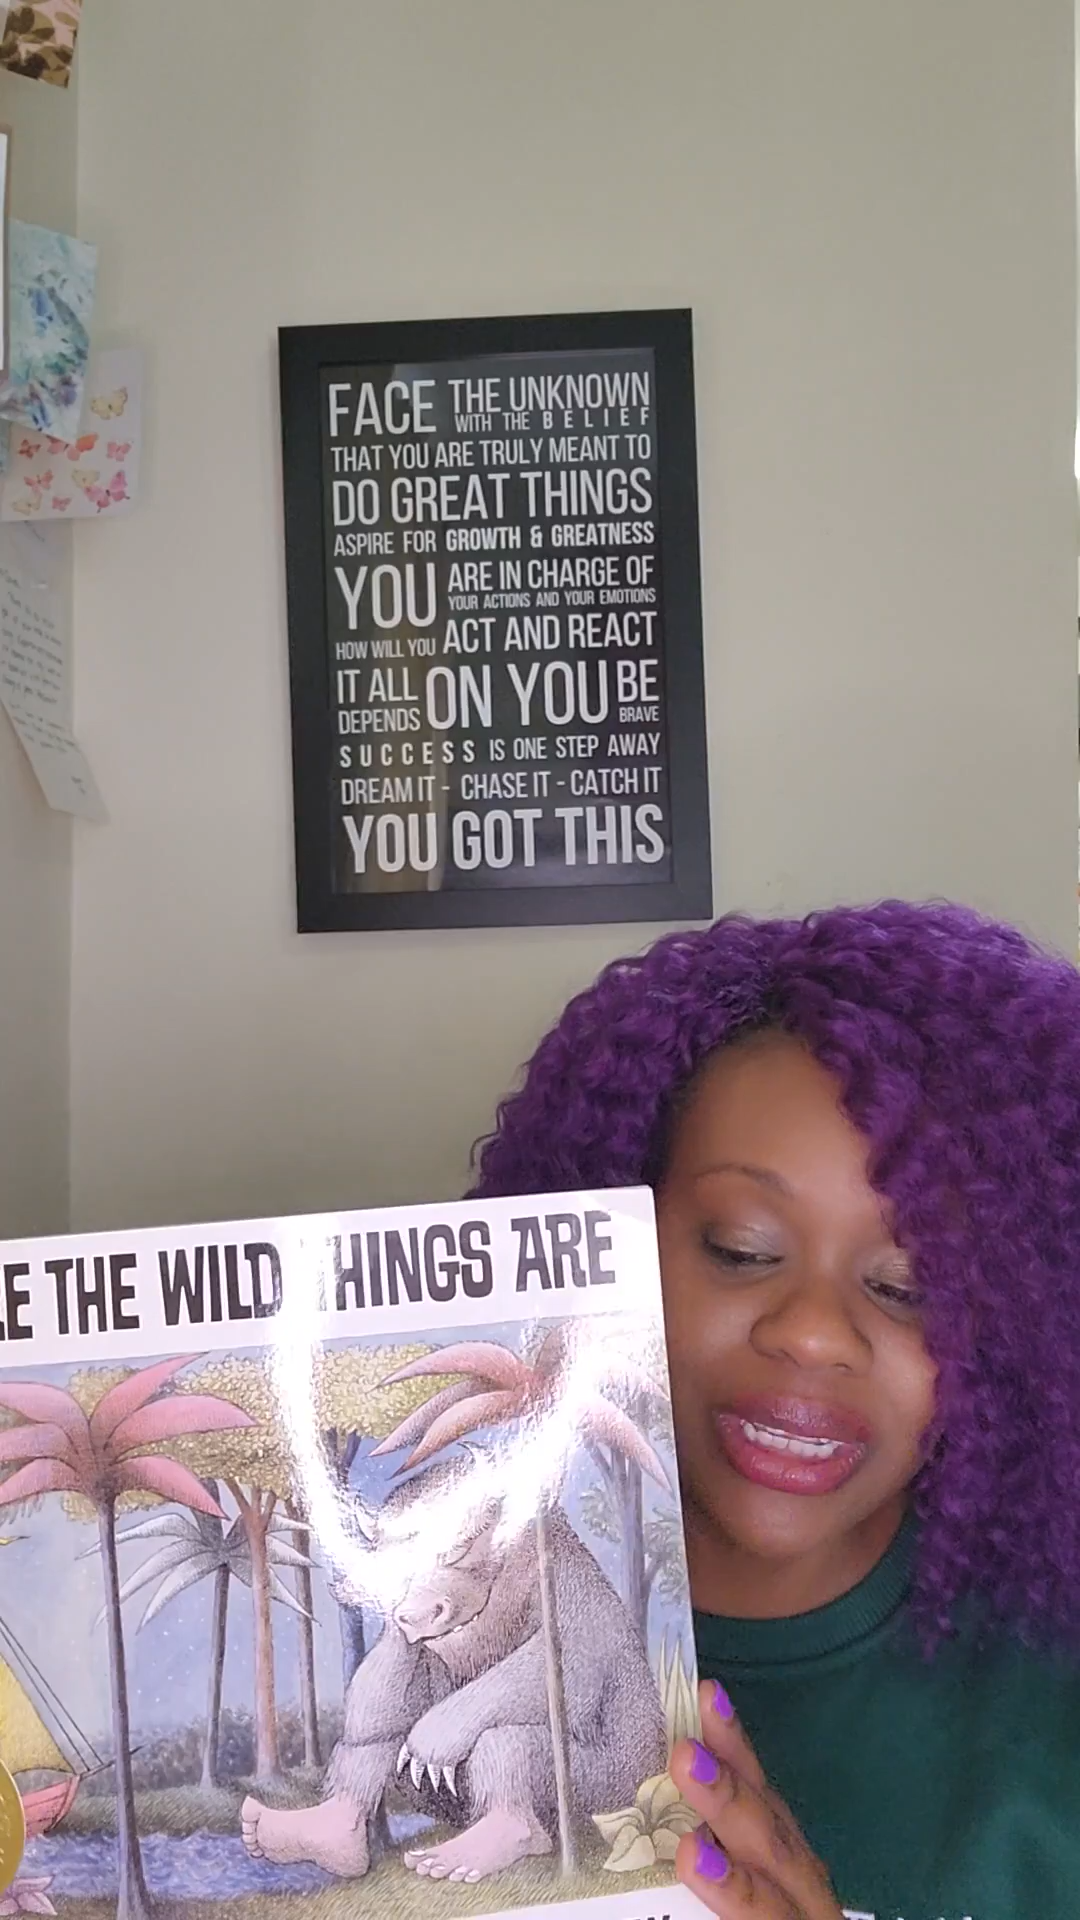 FACE THE UNKNOWN
WITH THE BELIEF
THAT YOU ARE TRULY MEANT TO
DO GREAT THINGS
ASPIRE FOR GROWTH & GREATNESS
YOU ARE IN CHARGE OF
YOUR ACTIONS AND YOUR EMOTIONS
HOW WILL YOU ACT AND REACT
IT ALL DEPENDS ON YOU BE BRAVE
SUCCESS IS ONE STEP AWAY
DREAM IT - CHASE IT - CATCH IT
YOU GOT THIS
THE WILD THINGS ARE